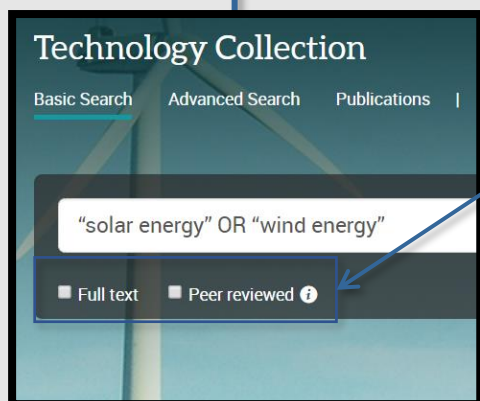 Technology Collection
Basic Search Advanced Search Publications |
“solar energy” OR “wind energy”
Full text Peer reviewed i